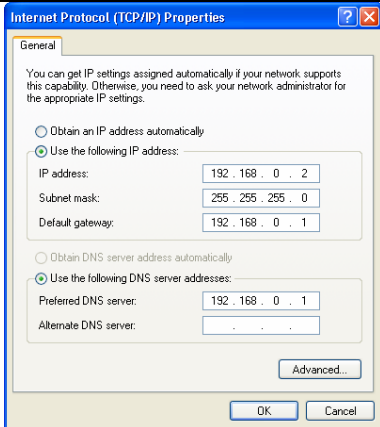 Internet Protocol (TCP/IP) Properties
General
You can get IP settings assigned automatically if your network supports
this capability. Otherwise, you need to ask your network administrator for
the appropriate IP settings.
Obtain an IP address automatically
Use the following IP address:
IP address: 192 . 168 . 0 . 2
Subnet mask: 255 . 255 . 255 . 0
Default gateway: 192 . 168 . 0 . 1
Obtain DNS server address automatically
Use the following DNS server addresses:
Preferred DNS server: 192 . 168 . 0 . 1
Alternate DNS server: . . .
Advanced...
OK Cancel